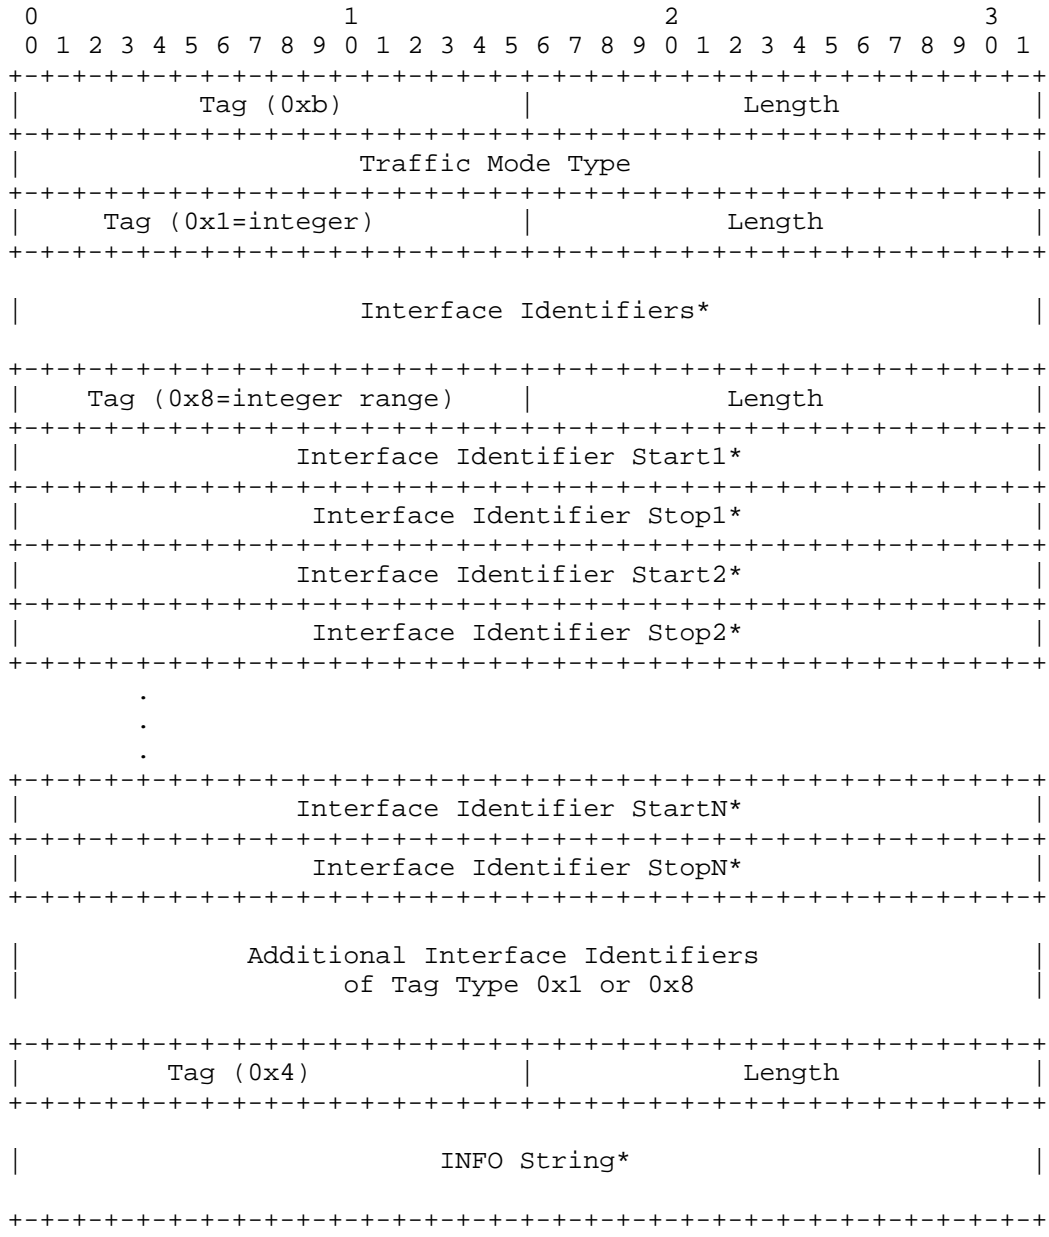 0                   1                   2                   3
 0 1 2 3 4 5 6 7 8 9 0 1 2 3 4 5 6 7 8 9 0 1 2 3 4 5 6 7 8 9 0 1
+-+-+-+-+-+-+-+-+-+-+-+-+-+-+-+-+-+-+-+-+-+-+-+-+-+-+-+-+-+-+-+-+
|           Tag (0xb)           |             Length            |
+-+-+-+-+-+-+-+-+-+-+-+-+-+-+-+-+-+-+-+-+-+-+-+-+-+-+-+-+-+-+-+-+
|                     Traffic Mode Type                         |
+-+-+-+-+-+-+-+-+-+-+-+-+-+-+-+-+-+-+-+-+-+-+-+-+-+-+-+-+-+-+-+-+
|     Tag (0x1=integer)         |            Length             |
+-+-+-+-+-+-+-+-+-+-+-+-+-+-+-+-+-+-+-+-+-+-+-+-+-+-+-+-+-+-+-+-+
|                     Interface Identifiers*                    |
+-+-+-+-+-+-+-+-+-+-+-+-+-+-+-+-+-+-+-+-+-+-+-+-+-+-+-+-+-+-+-+-+
|    Tag (0x8=integer range)    |            Length             |
+-+-+-+-+-+-+-+-+-+-+-+-+-+-+-+-+-+-+-+-+-+-+-+-+-+-+-+-+-+-+-+-+
|                 Interface Identifier Start1*                  |
+-+-+-+-+-+-+-+-+-+-+-+-+-+-+-+-+-+-+-+-+-+-+-+-+-+-+-+-+-+-+-+-+
|                  Interface Identifier Stop1*                  |
+-+-+-+-+-+-+-+-+-+-+-+-+-+-+-+-+-+-+-+-+-+-+-+-+-+-+-+-+-+-+-+-+
|                 Interface Identifier Start2*                  |
+-+-+-+-+-+-+-+-+-+-+-+-+-+-+-+-+-+-+-+-+-+-+-+-+-+-+-+-+-+-+-+-+
|                  Interface Identifier Stop2*                  |
+-+-+-+-+-+-+-+-+-+-+-+-+-+-+-+-+-+-+-+-+-+-+-+-+-+-+-+-+-+-+-+-+
        .
        .
        .
+-+-+-+-+-+-+-+-+-+-+-+-+-+-+-+-+-+-+-+-+-+-+-+-+-+-+-+-+-+-+-+-+
|                 Interface Identifier StartN*                  |
+-+-+-+-+-+-+-+-+-+-+-+-+-+-+-+-+-+-+-+-+-+-+-+-+-+-+-+-+-+-+-+-+
|                  Interface Identifier StopN*                  |
+-+-+-+-+-+-+-+-+-+-+-+-+-+-+-+-+-+-+-+-+-+-+-+-+-+-+-+-+-+-+-+-+
|              Additional Interface Identifiers                 |
|                    of Tag Type 0x1 or 0x8                     |
+-+-+-+-+-+-+-+-+-+-+-+-+-+-+-+-+-+-+-+-+-+-+-+-+-+-+-+-+-+-+-+-+
|         Tag (0x4)             |             Length            |
+-+-+-+-+-+-+-+-+-+-+-+-+-+-+-+-+-+-+-+-+-+-+-+-+-+-+-+-+-+-+-+-+
|                          INFO String*                         |
+-+-+-+-+-+-+-+-+-+-+-+-+-+-+-+-+-+-+-+-+-+-+-+-+-+-+-+-+-+-+-+-+